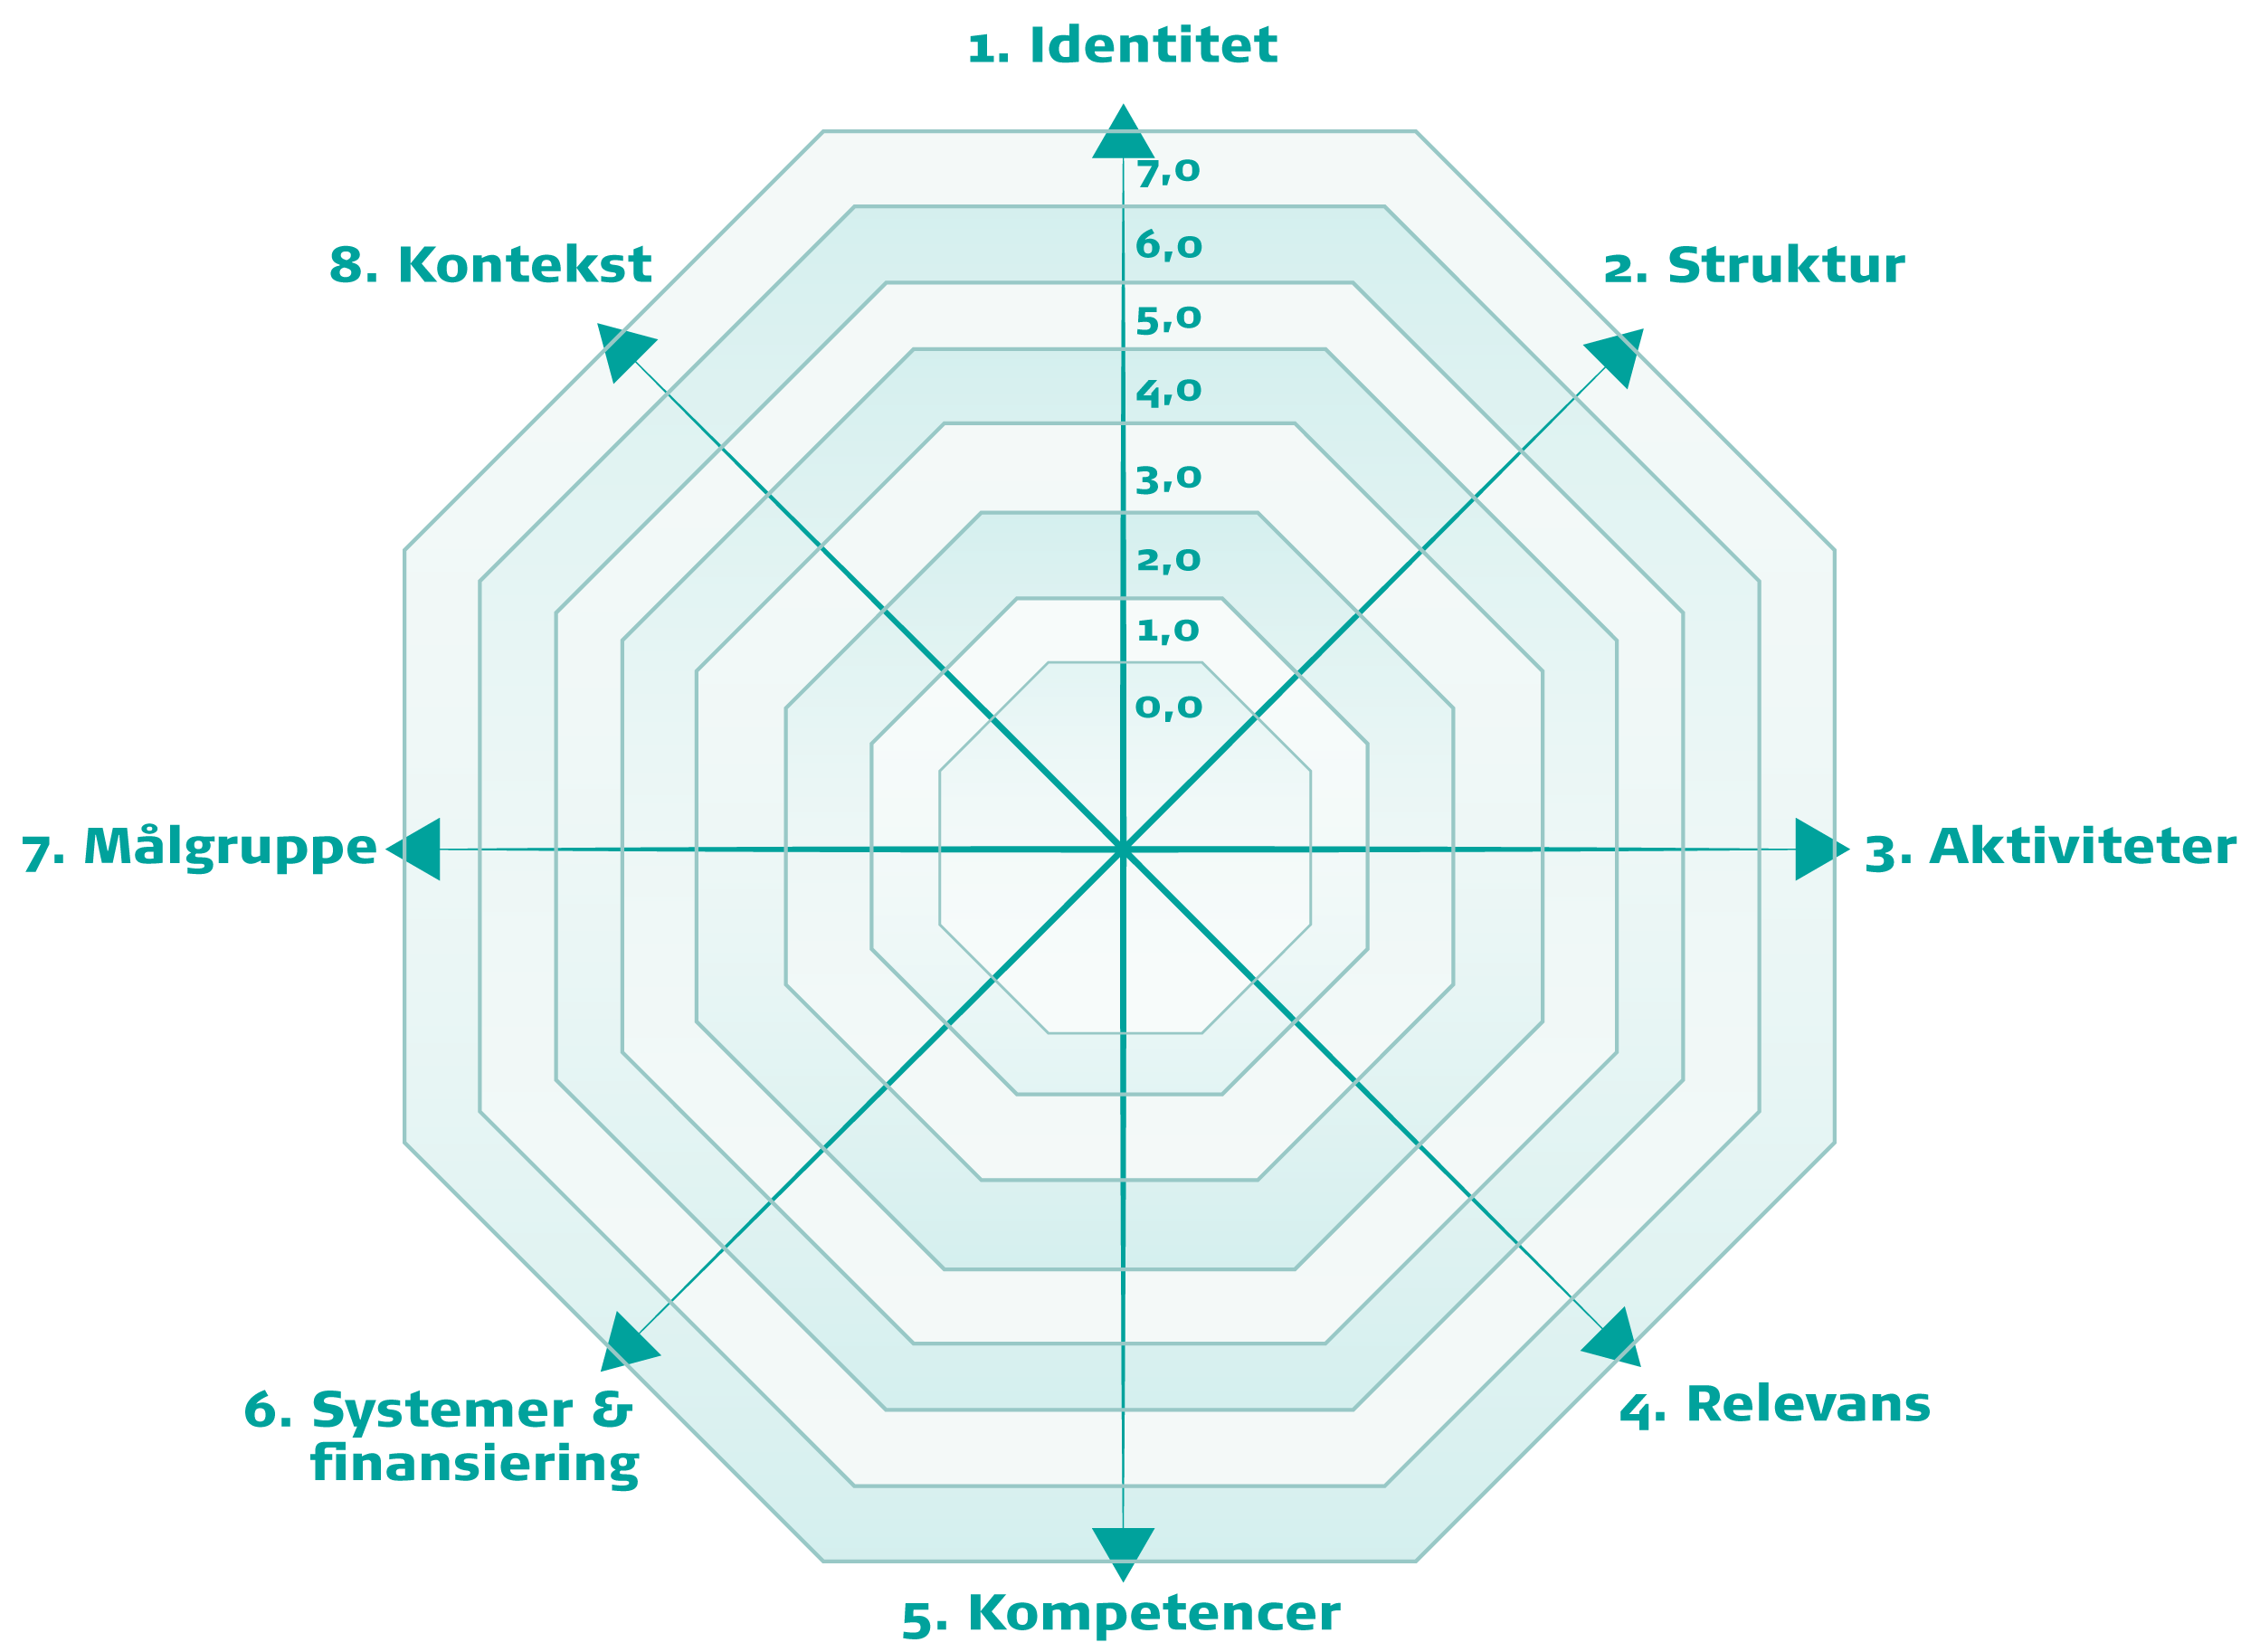 1. Identitet
7,0
6,0
5,0
4,0
3,0
2,0
1,0
0,0
2. Struktur
3. Aktiviteter
4. Relevans
5. Kompetencer
6. Systemer &
finansiering
7. Målgruppe
8. Kontekst